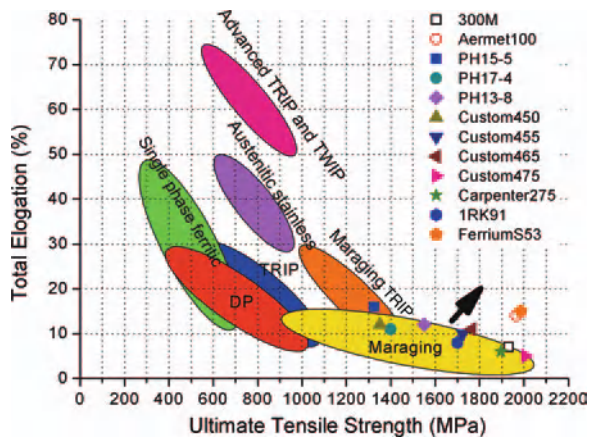 Total Elogation (%)
80
70
60
50
40
30
20
10
0
0 200 400 600 800 1000 1200 1400 1600 1800 2000 2200
Ultimate Tensile Strength (MPa)
Advanced TRIP and TWIP
Single phase ferritic
Austenitic stainless
Maraging TRIP
TRIP
DP
Maraging
300M
Aermet100
PH15-5
PH17-4
PH13-8
Custom450
Custom455
Custom465
Custom475
Carpenter275
1RK91
FerriumS53